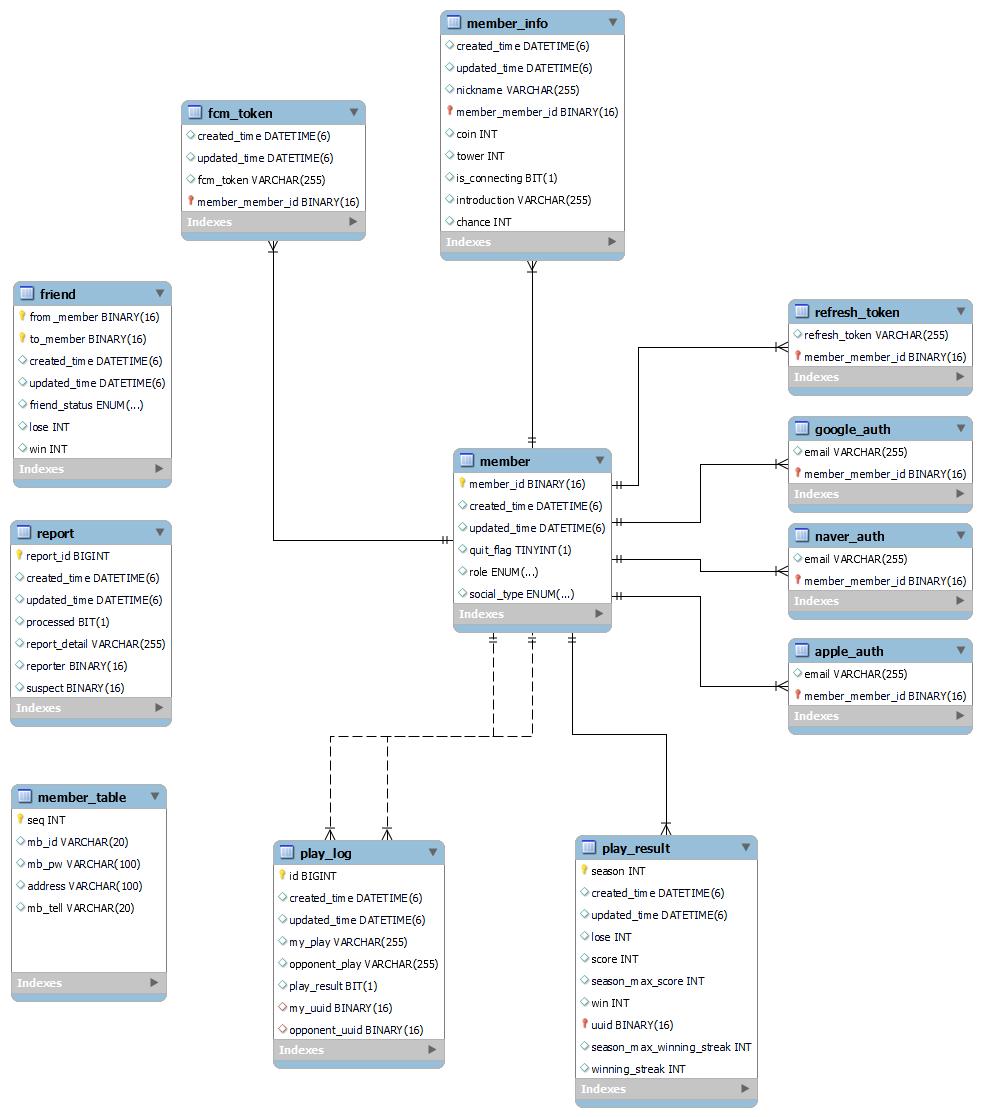 member_info
created_time DATETIME(6)
updated_time DATETIME(6)
nickname VARCHAR(255)
member_member_id BINARY(16)
coin INT
tower INT
is_connecting BIT(1)
introduction VARCHAR(255)
chance INT
Indexes
fcm_token
created_time DATETIME(6)
updated_time DATETIME(6)
fcm_token VARCHAR(255)
member_member_id BINARY(16)
Indexes
friend
from_member BINARY(16)
to_member BINARY(16)
created_time DATETIME(6)
updated_time DATETIME(6)
friend_status ENUM(...)
lose INT
win INT
Indexes
refresh_token
refresh_token VARCHAR(255)
member_member_id BINARY(16)
Indexes
google_auth
email VARCHAR(255)
member_member_id BINARY(16)
Indexes
member
member_id BINARY(16)
created_time DATETIME(6)
updated_time DATETIME(6)
quit_flag TINYINT(1)
role ENUM(...)
social_type ENUM(...)
Indexes
naver_auth
email VARCHAR(255)
member_member_id BINARY(16)
Indexes
report
report_id BIGINT
created_time DATETIME(6)
updated_time DATETIME(6)
processed BIT(1)
report_detail VARCHAR(255)
reporter BINARY(16)
suspect BINARY(16)
Indexes
apple_auth
email VARCHAR(255)
member_member_id BINARY(16)
Indexes
member_table
seq INT
mb_id VARCHAR(20)
mb_pw VARCHAR(100)
address VARCHAR(100)
mb_tell VARCHAR(20)
Indexes
play_log
id BIGINT
created_time DATETIME(6)
updated_time DATETIME(6)
my_play VARCHAR(255)
opponent_play VARCHAR(255)
play_result BIT(1)
my_uuid BINARY(16)
opponent_uuid BINARY(16)
Indexes
play_result
season INT
created_time DATETIME(6)
updated_time DATETIME(6)
lose INT
score INT
season_max_score INT
win INT
uuid BINARY(16)
season_max_winning_streak INT
winning_streak INT
Indexes